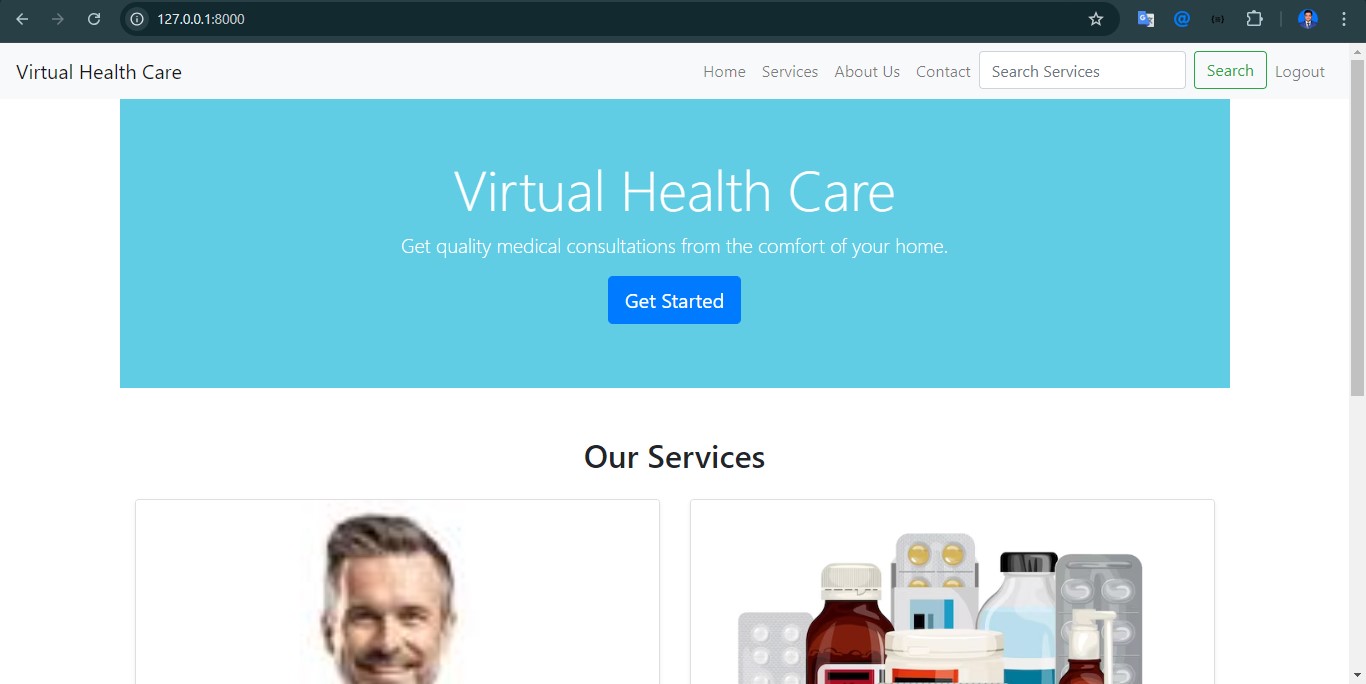 127.0.0.1:8000
Virtual Health Care
Home
Services
About Us
Contact
Search Services
Search
Logout
Virtual Health Care
Get quality medical consultations from the comfort of your home.
Get Started
Our Services